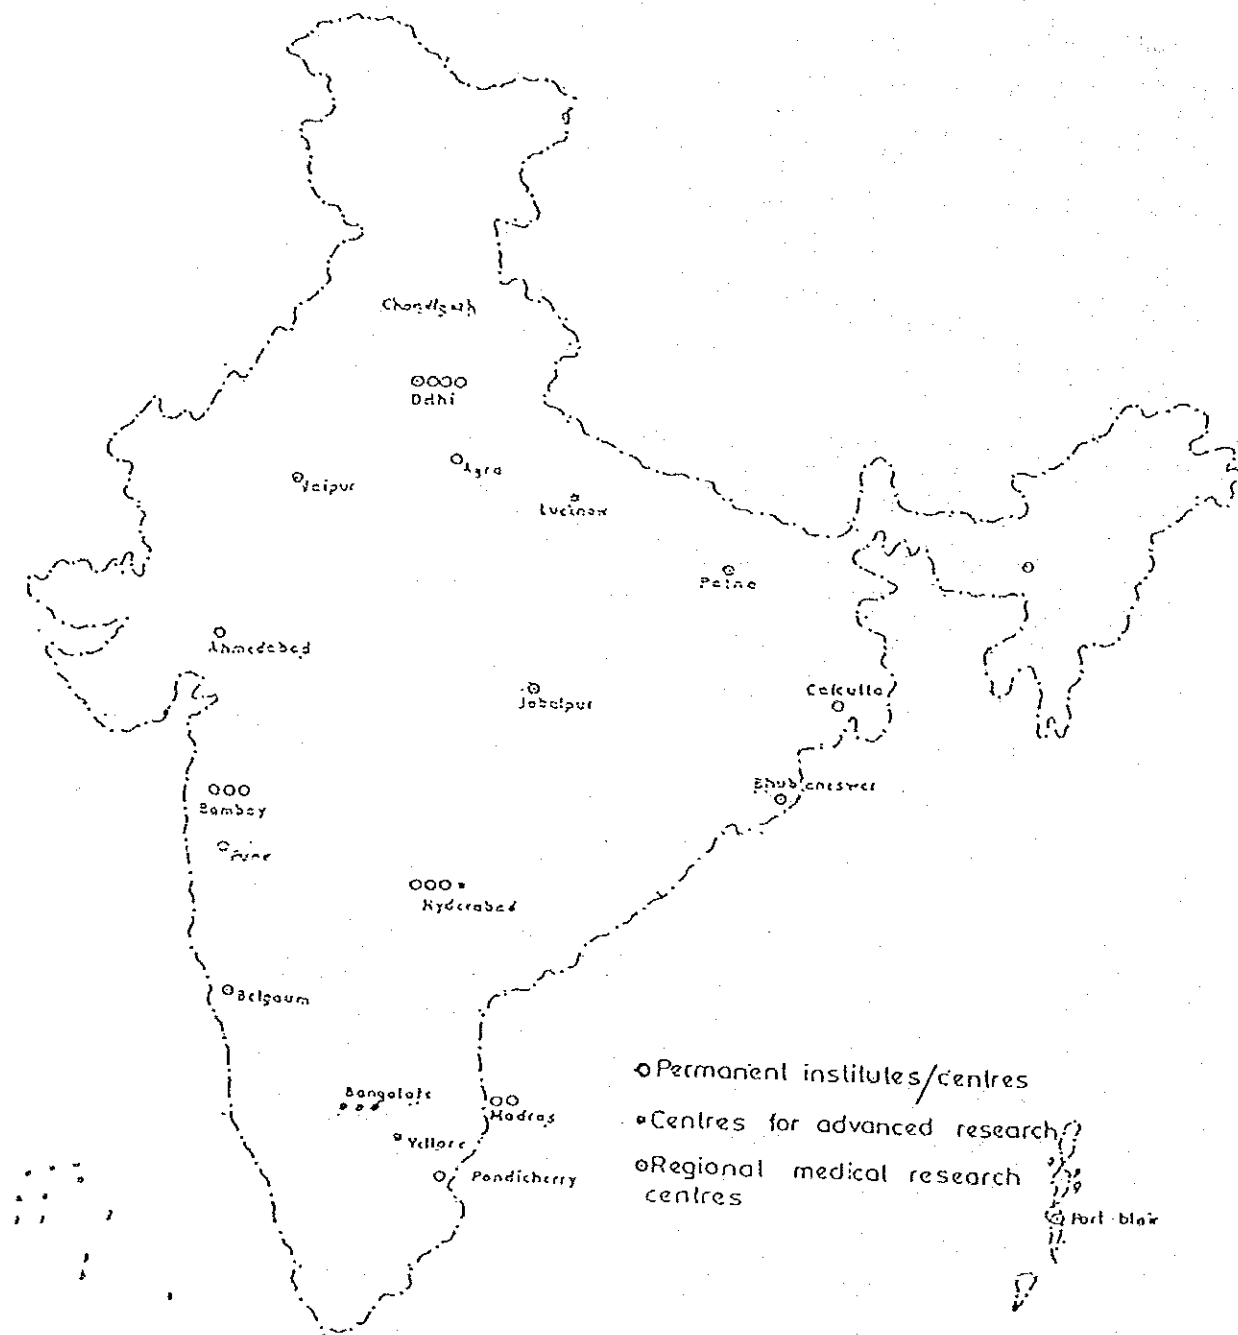 Chandigarh
Delhi
Agra
Jaipur
Lucknow
Patna
Ahmedabad
Jabalpur
Calcutta
Bhubaneswar
Bombay
Pune
Hyderabad
Belgaum
Bangalore
Madras
Vellore
Pondicherry
Permanent institutes/centres
Centres for advanced research
Regional medical research
centres
Port blair